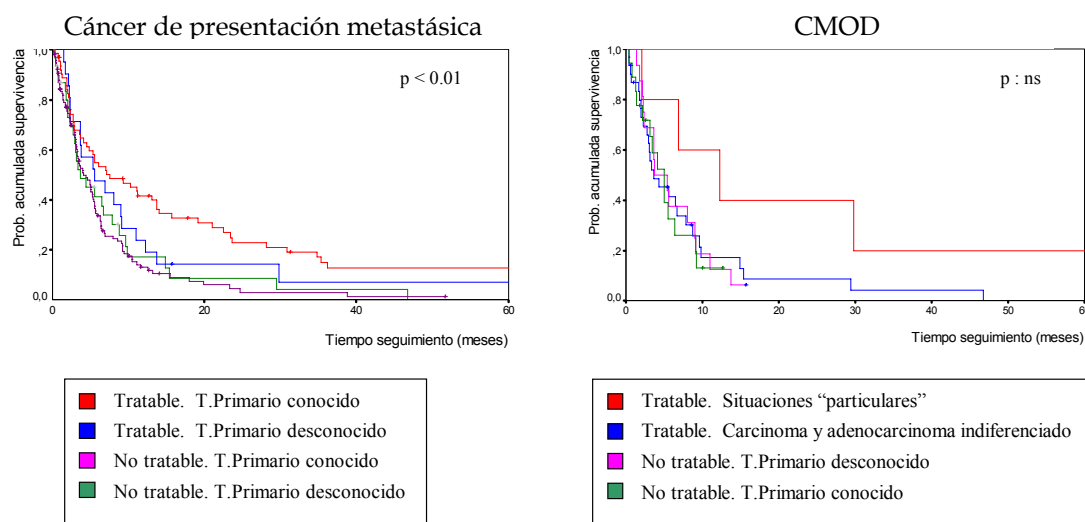 Cáncer de presentación metastásica
1,0
,8
,6
,4
,2
0,0
Prob. acumulada supervivencia
p < 0.01
20
40
60
Tiempo seguimiento (meses)
Tratable. T.Primario conocido
Tratable. T.Primario desconocido
No tratable. T.Primario conocido
No tratable. T.Primario desconocido
CMOD
1,0
,8
,6
,4
,2
0,0
Prob. acumulada supervivencia
p : ns
0
10
20
30
40
50
60
Tiempo seguimiento (meses)
Tratable. Situaciones “particulares”
Tratable. Carcinoma y adenocarcinoma indiferenciado
No tratable. T.Primario desconocido
No tratable. T.Primario conocido